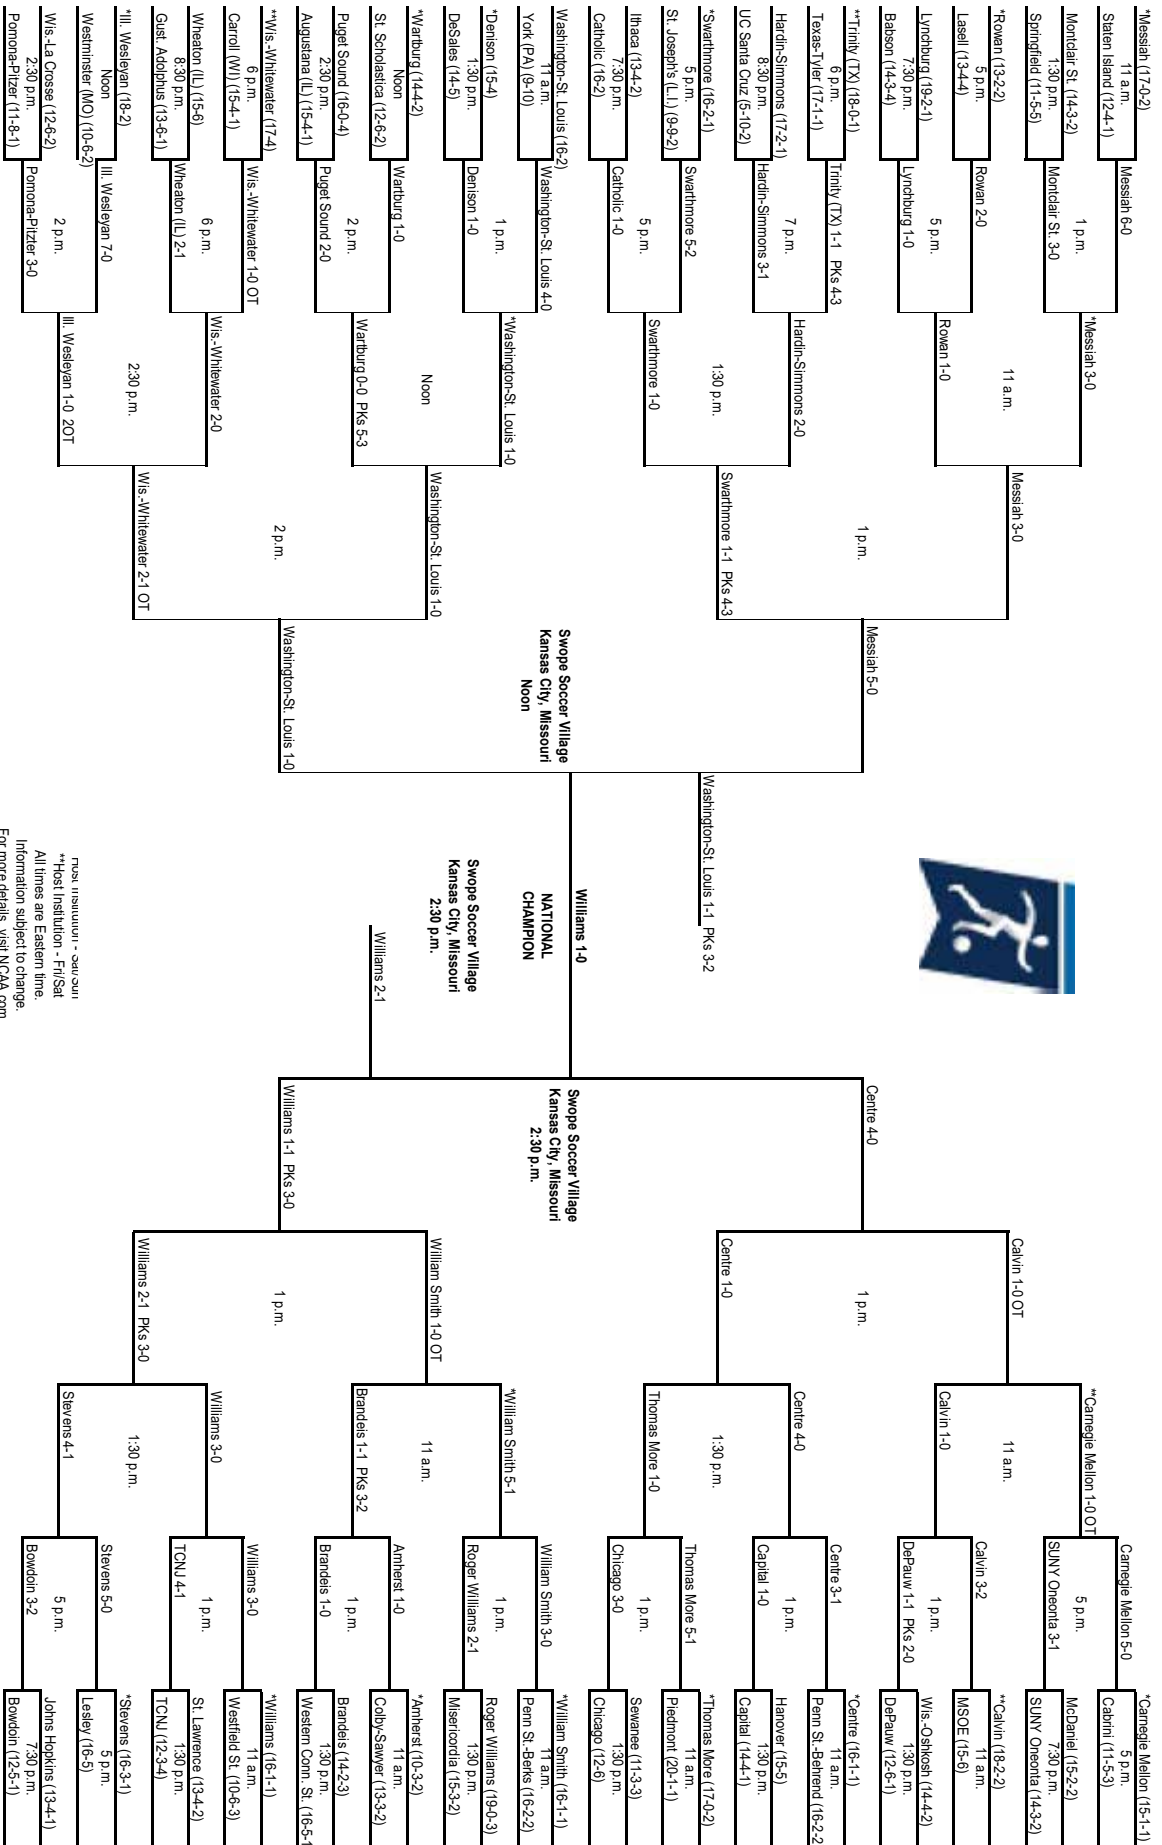 *Messiah (17-0-2)
11 a.m.
Staten Island (12-4-1)
Montclair St. (14-3-2)
1:30 p.m.
Springfield (11-5-5)
*Rowan (13-2-2)
5 p.m.
Lasell (13-4-4)
Lynchburg (19-2-1)
7:30 p.m.
Babson (14-3-4)
**Trinity (TX) (18-0-1)
6 p.m.
Texas-Tyler (17-1-1)
Hardin-Simmons (17-2-1)
8:30 p.m.
UC Santa Cruz (5-10-2)
*Swarthmore (16-2-1)
5 p.m.
St. Joseph's (L.I.) (9-9-2)
Ithaca (13-4-2)
7:30 p.m.
Catholic (16-2)
Washington-St. Louis (16-2)
11 a.m.
York (PA) (9-10)
*Denison (15-4)
1:30 p.m.
DeSales (14-5)
*Wartburg (14-4-2)
Noon
St. Scholastica (12-6-2)
Puget Sound (16-0-4)
2:30 p.m.
Augustana (IL) (15-4-1)
**Wis.-Whitewater (17-4)
6 p.m.
Carroll (WI) (15-4-1)
Wheaton (IL) (15-6)
8:30 p.m.
Gust. Adolphus (13-6-1)
*Ill. Wesleyan (18-2)
Noon
Westminster (MO) (10-6-2)
Wis.-La Crosse (12-6-2)
2:30 p.m.
Pomona-Pitzer (11-8-1)
Messiah 6-0
1 p.m.
Montclair St. 3-0
Rowan 2-0
5 p.m.
Lynchburg 1-0
Trinity (TX) 1-1 PKs 4-3
7 p.m.
Hardin-Simmons 3-1
Swarthmore 5-2
5 p.m.
Catholic 1-0
Washington-St. Louis 4-0
1 p.m.
Denison 1-0
Wartburg 1-0
2 p.m.
Puget Sound 2-0
Wis.-Whitewater 1-0 OT
6 p.m.
Wheaton (IL) 2-1
Ill. Wesleyan 7-0
2 p.m.
Pomona-Pitzter 3-0
*Messiah 3-0
11 a.m.
Rowan 1-0
Hardin-Simmons 2-0
1:30 p.m.
Swarthmore 1-0
*Washington-St. Louis 1-0
Noon
Wartburg 0-0 PKs 5-3
Wis.-Whitewater 2-0
2:30 p.m.
Ill. Wesleyan 1-0 2OT
Messiah 3-0
1 p.m.
Swarthmore 1-1 PKs 4-3
Washington-St. Louis 1-0
2 p.m.
Wis.-Whitewater 2-1 OT
Messiah 5-0
Swope Soccer Village
Kansas City, Missouri
Noon
Washington-St. Louis 1-0
Washington-St. Louis 1-1 PKs 3-2
Williams 1-0
NATIONAL
CHAMPION
Swope Soccer Village
Kansas City, Missouri
2:30 p.m.
Williams 2-1
**Host Institution - Fri/Sat
All times are Eastern time.
Information subject to change.
For more details, visit NCAA.com
Centre 4-0
Swope Soccer Village
Kansas City, Missouri
2:30 p.m.
Williams 1-1 PKs 3-0
Calvin 1-0 OT
1 p.m.
Centre 1-0
William Smith 1-0 OT
1 p.m.
Williams 2-1 PKs 3-0
**Carnegie Mellon 1-0 OT
11 a.m.
Calvin 1-0
Centre 4-0
1:30 p.m.
Thomas More 1-0
*William Smith 5-1
11 a.m.
Brandeis 1-1 PKs 3-2
Williams 3-0
1:30 p.m.
Stevens 4-1
Carnegie Mellon 5-0
5 p.m.
SUNY Oneonta 3-1
Calvin 3-2
1 p.m.
DePauw 1-1 PKs 2-0
Centre 3-1
1 p.m.
Capital 1-0
Thomas More 5-1
1 p.m.
Chicago 3-0
William Smith 3-0
1 p.m.
Roger Williams 2-1
Amherst 1-0
1 p.m.
Brandeis 1-0
Williams 3-0
1 p.m.
TCNJ 4-1
Stevens 5-0
5 p.m.
Bowdoin 3-2
*Carnegie Mellon (15-1-1)
5 p.m.
Cabrini (11-5-3)
McDaniel (15-2-2)
7:30 p.m.
SUNY Oneonta (14-3-2)
**Calvin (18-2-2)
11 a.m.
MSOE (15-6)
Wis.-Oshkosh (14-4-2)
1:30 p.m.
DePauw (12-6-1)
*Centre (16-1-1)
11 a.m.
Penn St.-Behrend (16-2-2
Hanover (15-5)
1:30 p.m.
Capital (14-4-1)
*Thomas More (17-0-2)
11 a.m.
Piedmont (20-1-1)
Sewanee (11-3-3)
1:30 p.m.
Chicago (12-6)
*William Smith (16-1-1)
11 a.m.
Penn St.-Berks (16-2-2)
Roger Williams (19-0-3)
1:30 p.m.
Misericordia (15-3-2)
*Amherst (10-3-2)
11 a.m.
Colby-Sawyer (13-3-2)
Brandeis (14-2-3)
1:30 p.m.
Western Conn. St. (16-5-1
*Williams (16-1-1)
11 a.m.
Westfield St. (10-6-3)
St. Lawrence (13-4-2)
1:30 p.m.
TCNJ (12-3-4)
*Stevens (16-3-1)
5 p.m.
Lesley (16-5)
Johns Hopkins (13-4-1)
7:30 p.m.
Bowdoin (12-5-1)